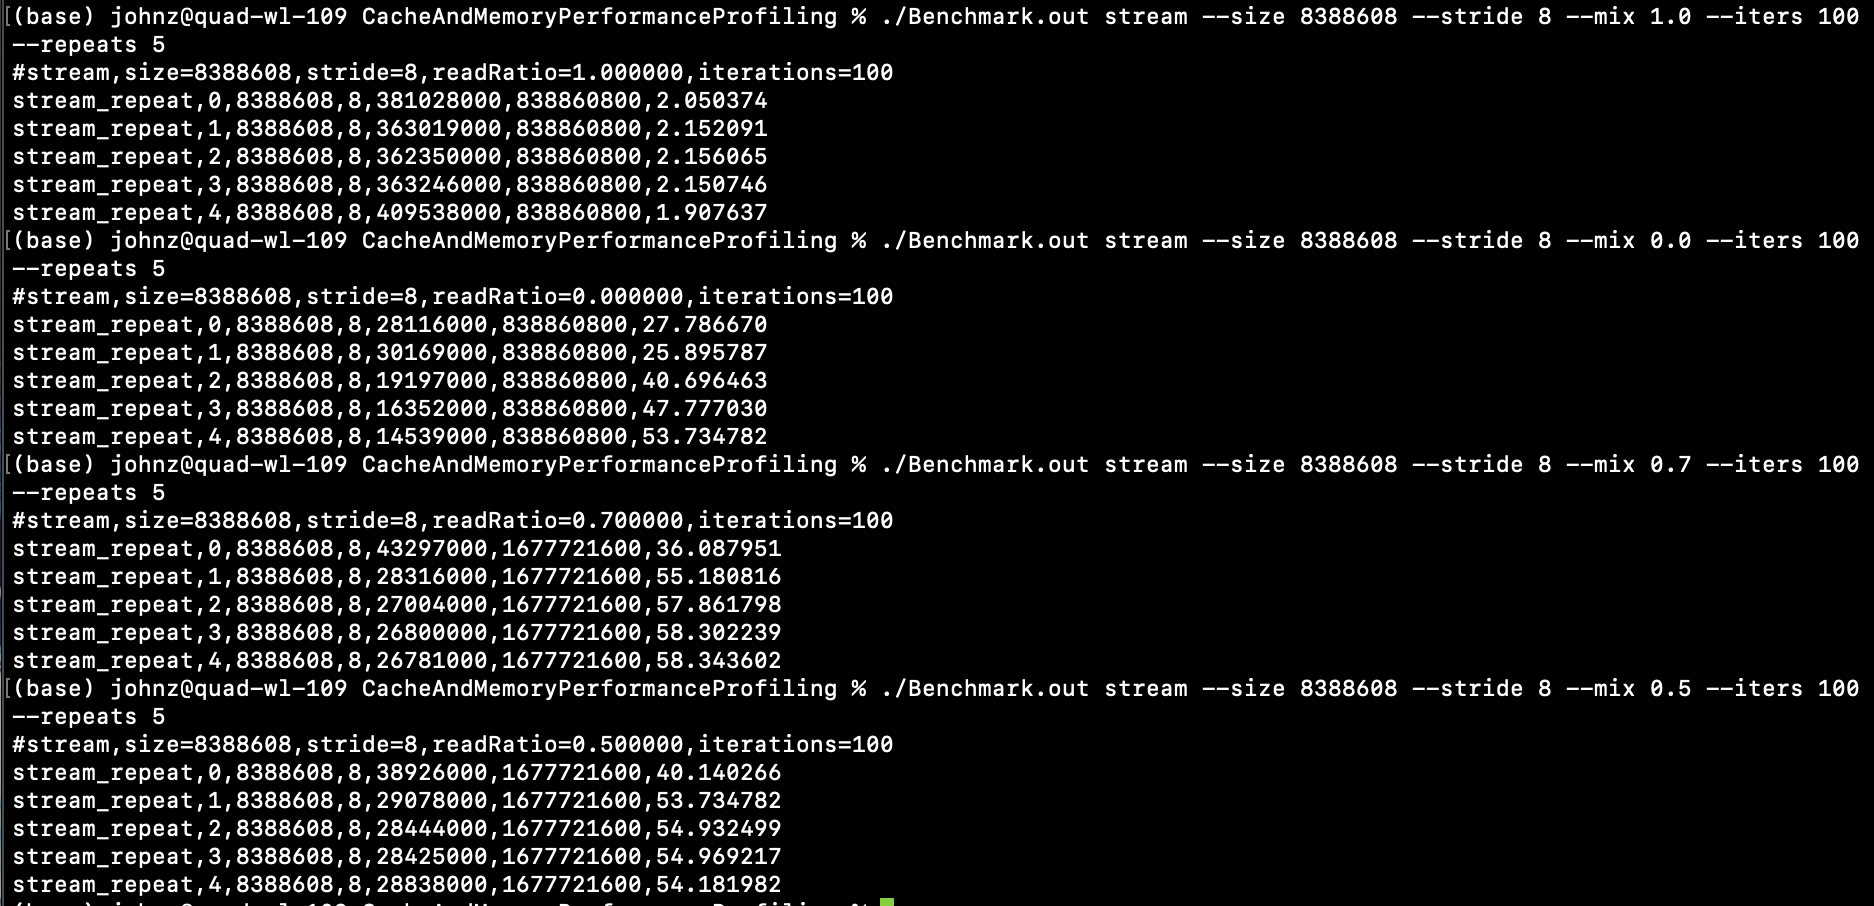 (base) johnz@quad-wl-109 CacheAndMemoryPerformanceProfiling % ./Benchmark.out stream --size 8388608 --stride 8 --mix 1.0 --iters 100
--repeats 5
#stream,size=8388608,stride=8,readRatio=1.000000,iterations=100
stream_repeat,0,8388608,8,381028000,838860800,2.050374
stream_repeat,1,8388608,8,363019000,838860800,2.152091
stream_repeat,2,8388608,8,362350000,838860800,2.156065
stream_repeat,3,8388608,8,363246000,838860800,2.150746
stream_repeat,4,8388608,8,409538000,838860800,1.907637
(base) johnz@quad-wl-109 CacheAndMemoryPerformanceProfiling % ./Benchmark.out stream --size 8388608 --stride 8 --mix 0.0 --iters 100
--repeats 5
#stream,size=8388608,stride=8,readRatio=0.000000,iterations=100
stream_repeat,0,8388608,8,28116000,838860800,27.786670
stream_repeat,1,8388608,8,30169000,838860800,25.895787
stream_repeat,2,8388608,8,19197000,838860800,40.696463
stream_repeat,3,8388608,8,16352000,838860800,47.777030
stream_repeat,4,8388608,8,14539000,838860800,53.734782
(base) johnz@quad-wl-109 CacheAndMemoryPerformanceProfiling % ./Benchmark.out stream --size 8388608 --stride 8 --mix 0.7 --iters 100
--repeats 5
#stream,size=8388608,stride=8,readRatio=0.700000,iterations=100
stream_repeat,0,8388608,8,43297000,1677721600,36.087951
stream_repeat,1,8388608,8,28316000,1677721600,55.180816
stream_repeat,2,8388608,8,27004000,1677721600,57.861798
stream_repeat,3,8388608,8,26800000,1677721600,58.302239
stream_repeat,4,8388608,8,26781000,1677721600,58.343602
(base) johnz@quad-wl-109 CacheAndMemoryPerformanceProfiling % ./Benchmark.out stream --size 8388608 --stride 8 --mix 0.5 --iters 100
--repeats 5
#stream,size=8388608,stride=8,readRatio=0.500000,iterations=100
stream_repeat,0,8388608,8,38926000,1677721600,40.140266
stream_repeat,1,8388608,8,29078000,1677721600,53.734782
stream_repeat,2,8388608,8,28444000,1677721600,54.932499
stream_repeat,3,8388608,8,28425000,1677721600,54.969217
stream_repeat,4,8388608,8,28838000,1677721600,54.181982